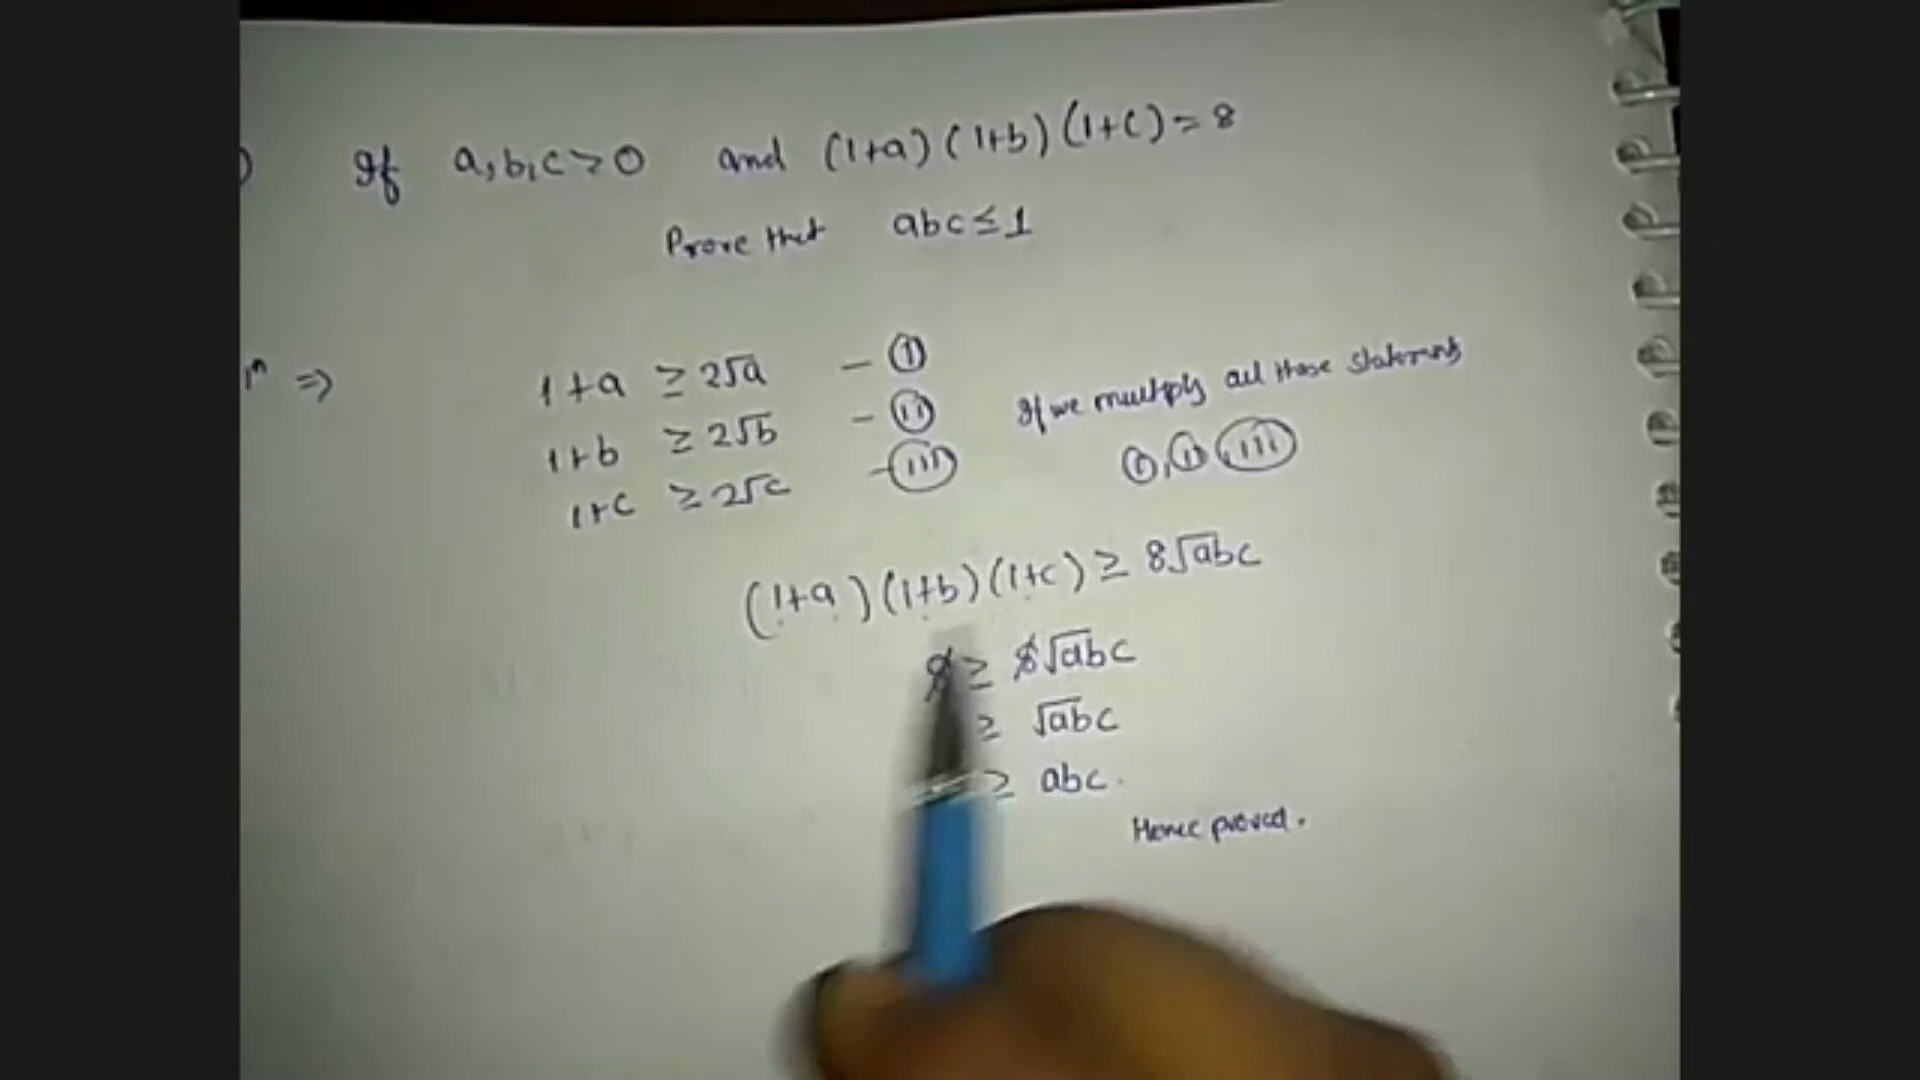 ) If a,b,c>0 and (1+a)(1+b)(1+c)=8
Prove that abc≤1
n ⇒
1+a ≥ 2√a - (i)
1+b ≥ 2√b - (ii)
1+c ≥ 2√c - (iii)
If we multiply all these statements
(i), (ii), (iii)
(1+a)(1+b)(1+c) ≥ 8√abc
8 ≥ 8√abc
≥ √abc
≥ abc.
Hence proved.